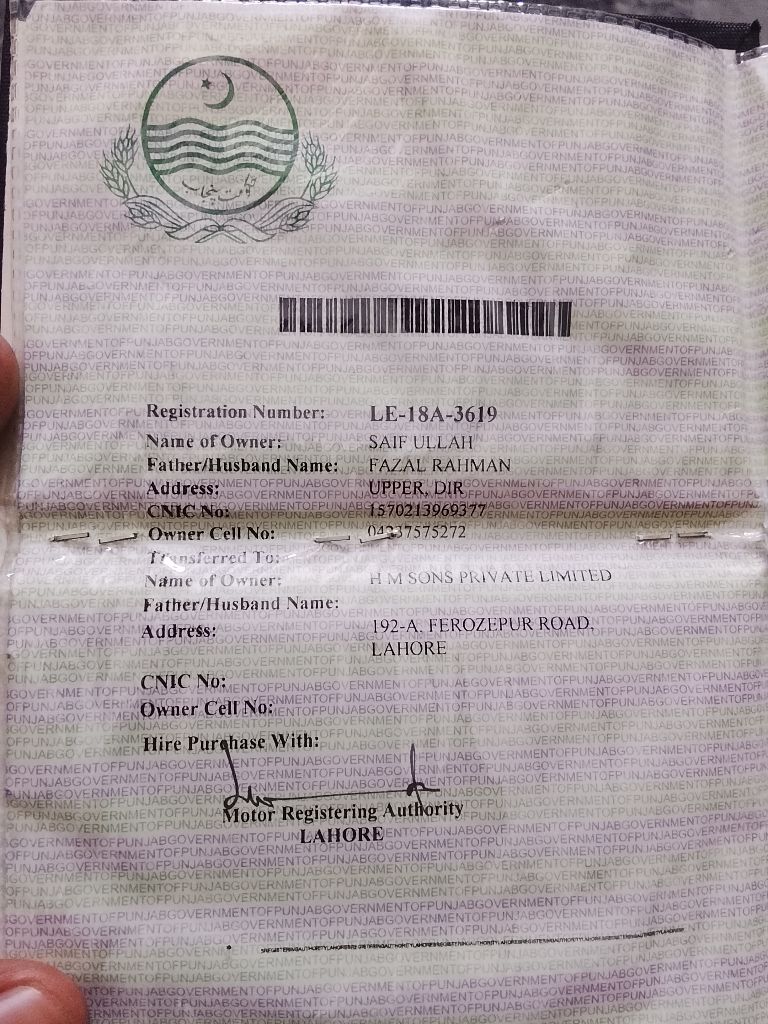 حکومت پنجاب
Registration Number: LE-18A-3619
Name of Owner: SAIF ULLAH
Father/Husband Name: FAZAL RAHMAN
Address: UPPER, DIR
CNIC No: 1570213969377
Owner Cell No: 04237575272
Transferred To:
Name of Owner: H M SONS PRIVATE LIMITED
Father/Husband Name:
Address: 192-A, FEROZEPUR ROAD,
LAHORE
CNIC No:
Owner Cell No:
Hire Purchase With:
Motor Registering Authority
LAHORE